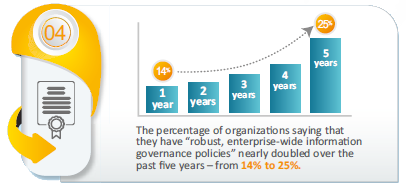 04
14%
25%
1
year
2
years
3
years
4
years
5
years
The percentage of organizations saying that
they have “robust, enterprise-wide information
governance policies” nearly doubled over the
past five years – from 14% to 25%.